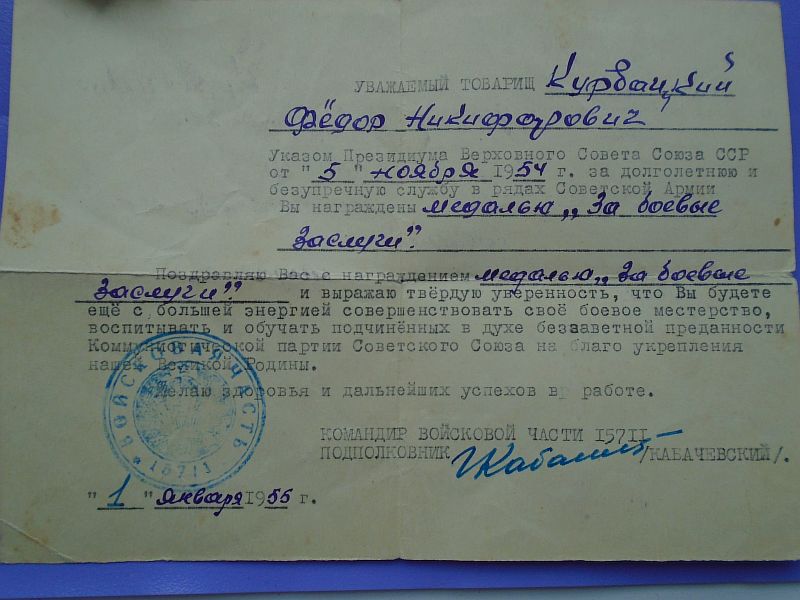 УВАЖАЕМЫЙ ТОВАРИЩ Курбацкий
Фёдор Никифорович
Указом Президиума Верховного Совета Союза ССР
от "5" ноября 1954 г. за долголетнюю и
безупречную службу в рядах Советской Армии
Вы награждены медалью „За боевые
Заслуги".
Поздравляю Вас с награждением медалью „За боевые
Заслуги". и выражаю твёрдую уверенность, что Вы будете
ещё с большей энергией совершенствовать своё боевое местерство,
воспитывать и обучать подчинённых в духе беззаветной преданности
Коммунистической партии Советского Союза на благо укрепления
нашей Великой Родины.
Желаю здоровья и дальнейших успехов в работе.
КОМАНДИР ВОЙСКОВОЙ ЧАСТИ 15711
ПОДПОЛКОВНИК /КАБАЧЕВСКИЙ/.
ВОЙСКОВАЯ ЧАСТЬ
"1" января 1955 г.